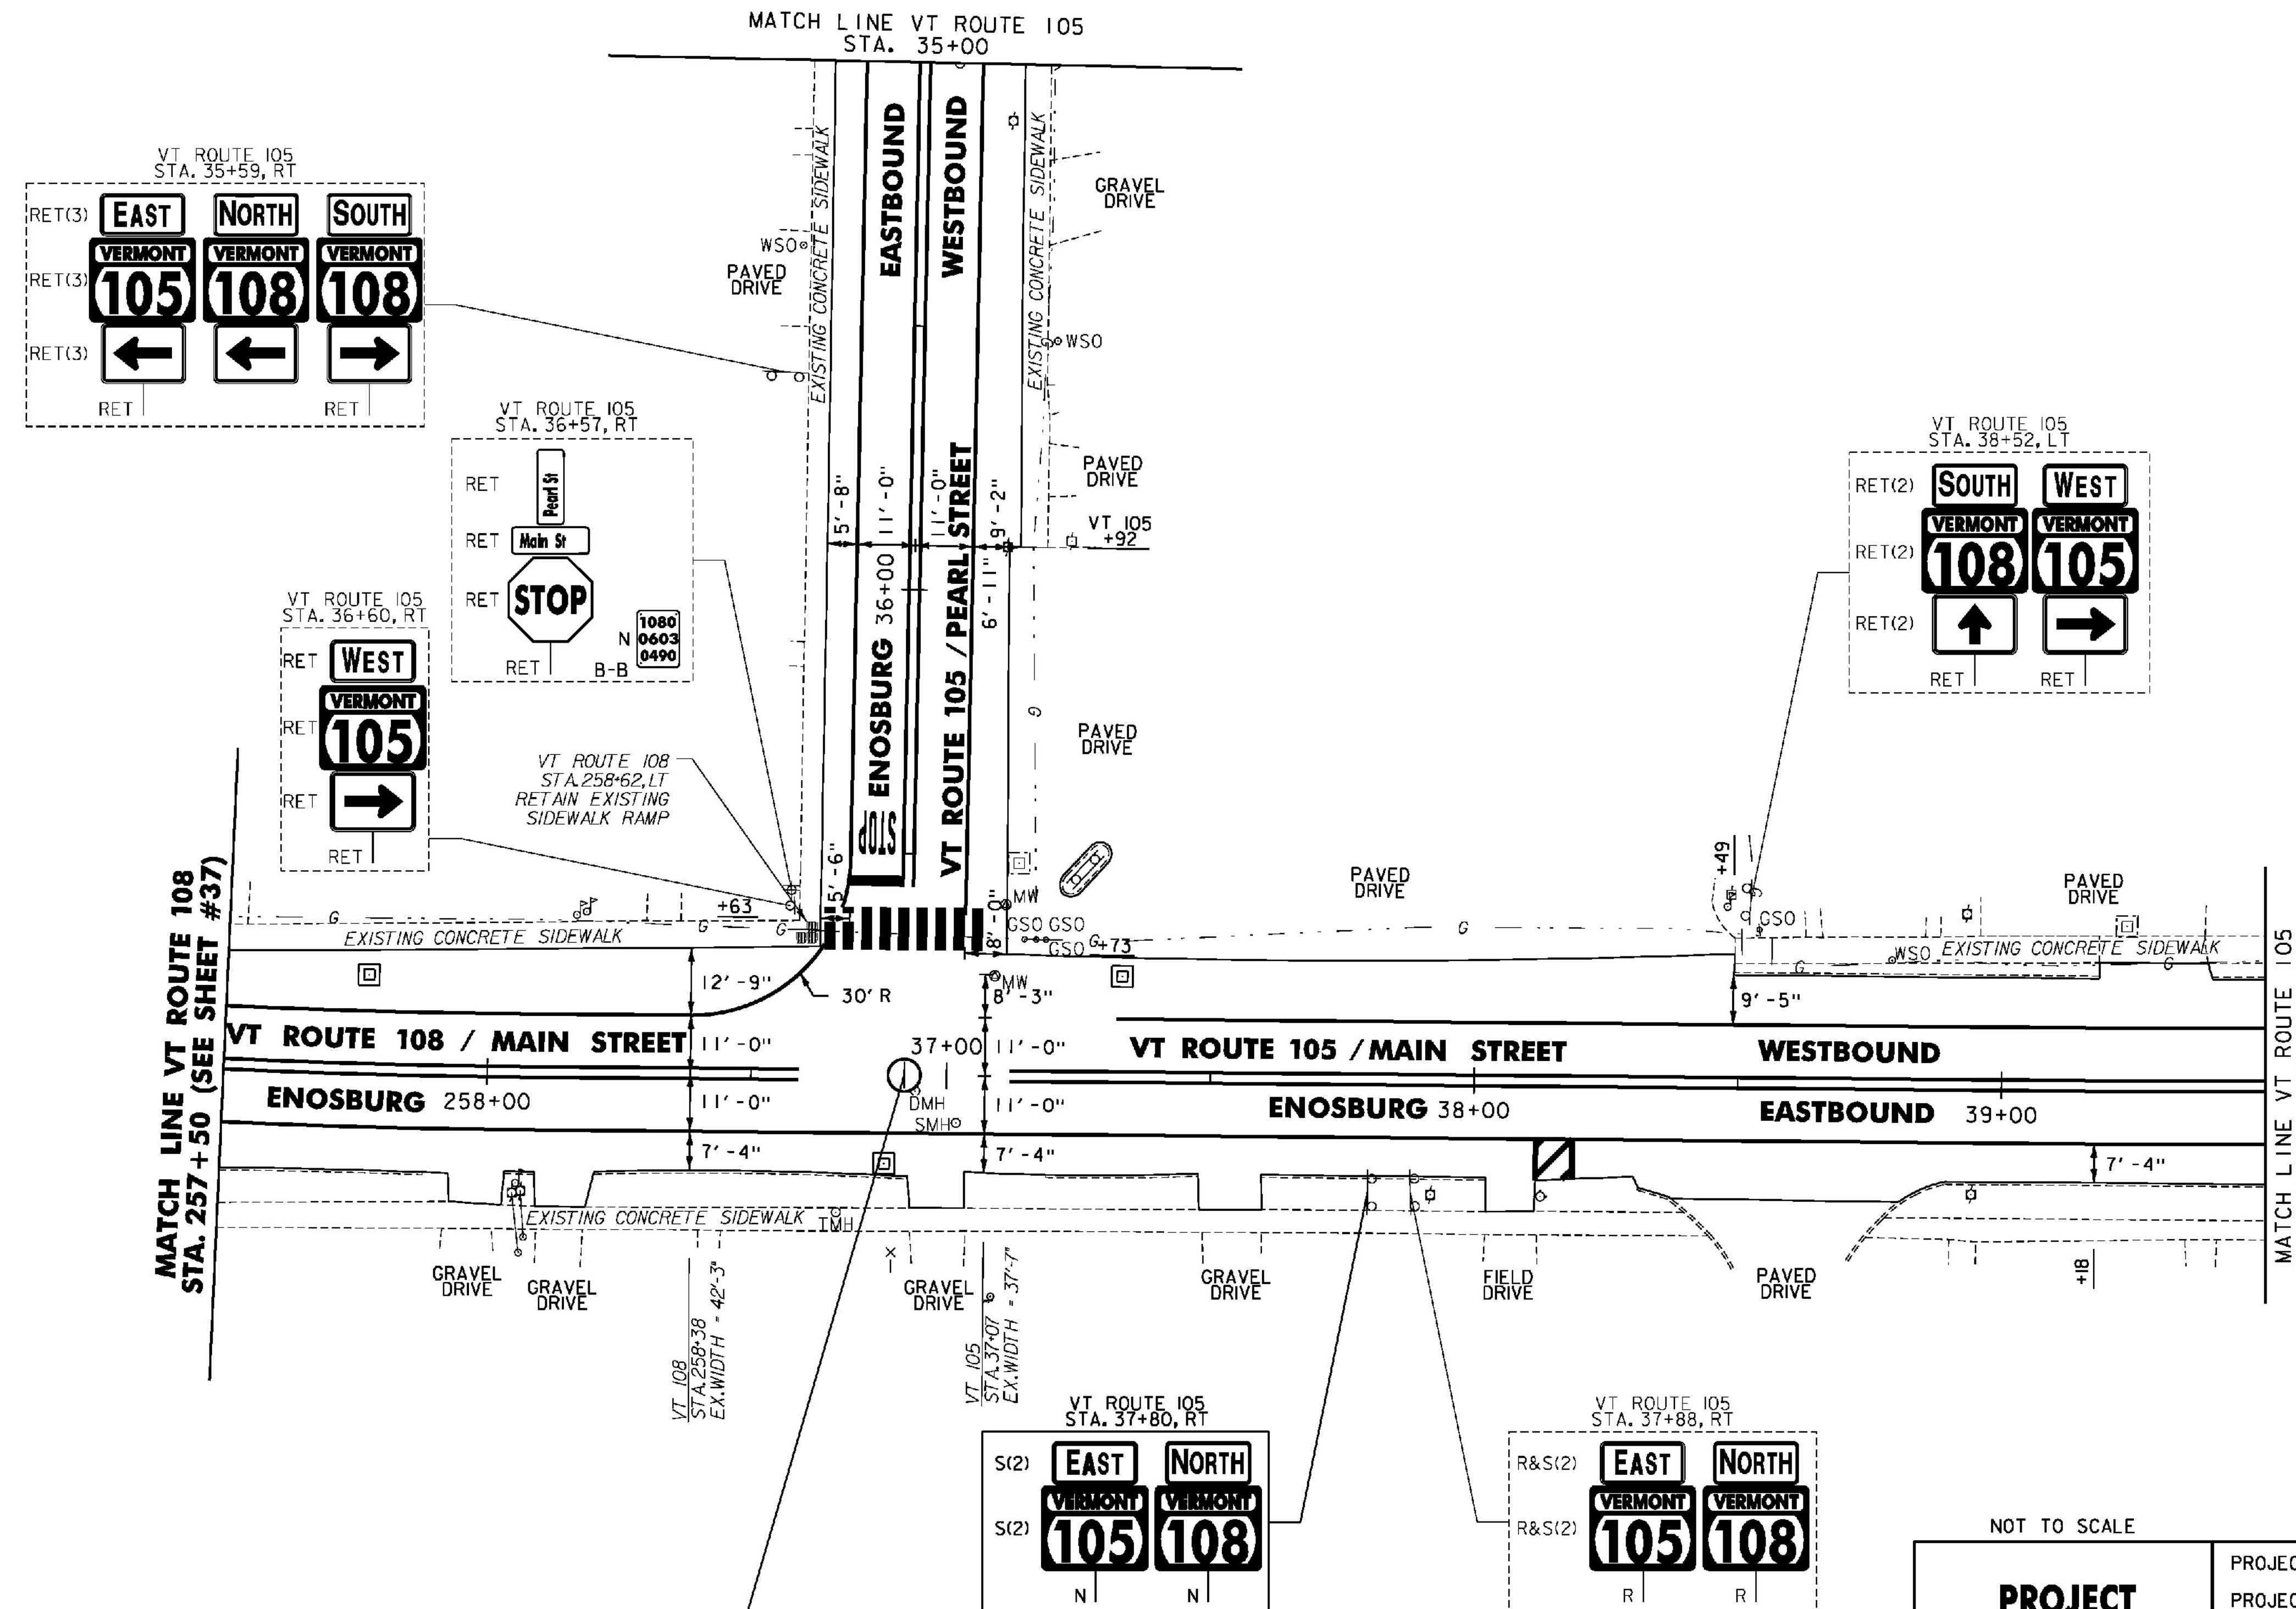 MATCH LINE VT ROUTE 105
STA. 35+00
VT ROUTE 105
STA. 35+59, RT
RET(3)
EAST
NORTH
SOUTH
RET(3)
VERMONT
105
VERMONT
108
VERMONT
108
RET(3)
RET
RET
EXISTING CONCRETE SIDEWALK
EASTBOUND
WESTBOUND
EXISTING CONCRETE SIDEWALK
GRAVEL
DRIVE
WSO
PAVED
DRIVE
WSO
VT ROUTE 105
STA. 36+57, RT
RET
Pearl St
RET
Main St
RET
STOP
RET
B-B
N
1080
0603
0490
VT ROUTE 105
STA. 36+60, RT
RET
WEST
RET
VERMONT
105
RET
RET
VT ROUTE 108
STA.258+62, LT
RETAIN EXISTING
SIDEWALK RAMP
5'-8"
11'-0"
11'-0"
9'-2"
PAVED
DRIVE
VT 105
+92
6'-11"
ENOSBURG 36+00
VT ROUTE 105 / PEARL STREET
STOP
G
PAVED
DRIVE
VT ROUTE 105
STA. 38+52, LT
RET(2)
SOUTH
WEST
RET(2)
VERMONT
108
VERMONT
105
RET(2)
RET
RET
MATCH LINE VT ROUTE 108
STA. 257+50 (SEE SHEET #37)
G
G
G
+63
5'-6"
MW
8'-0"
GSO GSO
GSO
G
+73
PAVED
DRIVE
G
+49
GSO
PAVED
DRIVE
EXISTING CONCRETE SIDEWALK
WSO
EXISTING CONCRETE SIDEWALK
G
G
12'-9"
30' R
MW
8'-3"
9'-5"
VT ROUTE 108 / MAIN STREET
11'-0"
37+00
11'-0"
VT ROUTE 105 / MAIN STREET
WESTBOUND
ENOSBURG 258+00
11'-0"
DMH
SMH
11'-0"
ENOSBURG 38+00
EASTBOUND
39+00
7'-4"
7'-4"
7'-4"
MATCH LINE VT ROUTE 105
EXISTING CONCRETE SIDEWALK
TMH
GRAVEL
DRIVE
GRAVEL
DRIVE
GRAVEL
DRIVE
GRAVEL
DRIVE
FIELD
DRIVE
PAVED
DRIVE
+18
VT 108
STA.258+38
EX.WIDTH = 42'-3"
VT 105
STA.37+07
EX.WIDTH = 37'-7"
VT ROUTE 105
STA. 37+80, RT
S(2)
EAST
NORTH
S(2)
VERMONT
105
VERMONT
108
N
N
VT ROUTE 105
STA. 37+88, RT
R&S(2)
EAST
NORTH
R&S(2)
VERMONT
105
VERMONT
108
R
R
NOT TO SCALE
PROJECT
PROJEC
PROJEC